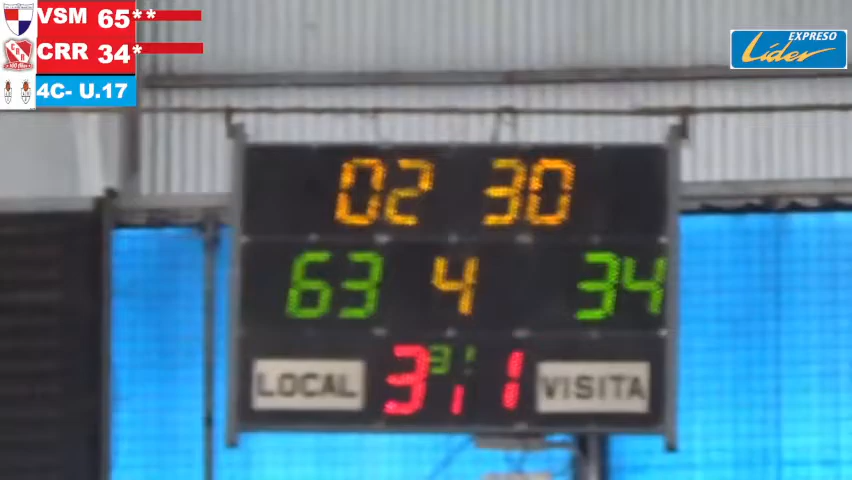 VSM 65**
CRR 34*
4C- U.17
EXPRESO
Líder
02 30
63 4 34
LOCAL 3 1 VISITA